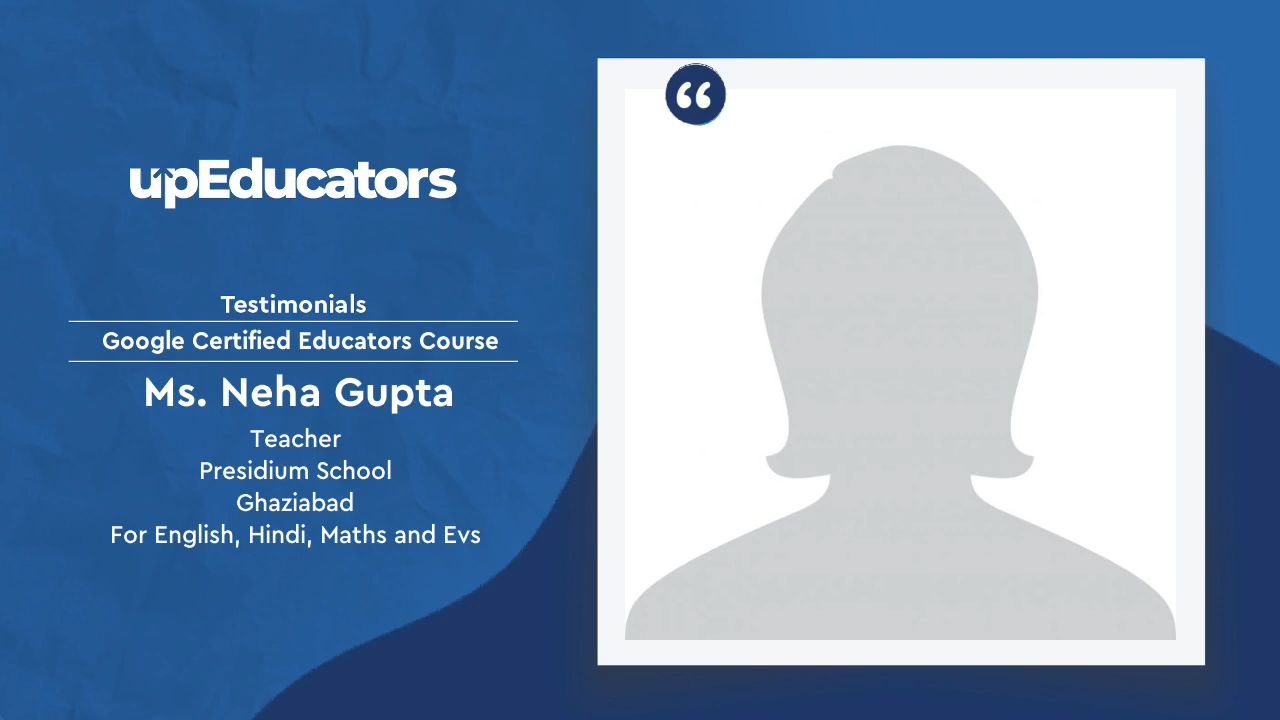 upEducators
Testimonials
Google Certified Educators Course
Ms. Neha Gupta
Teacher
Presidium School
Ghaziabad
For English, Hindi, Maths and Evs